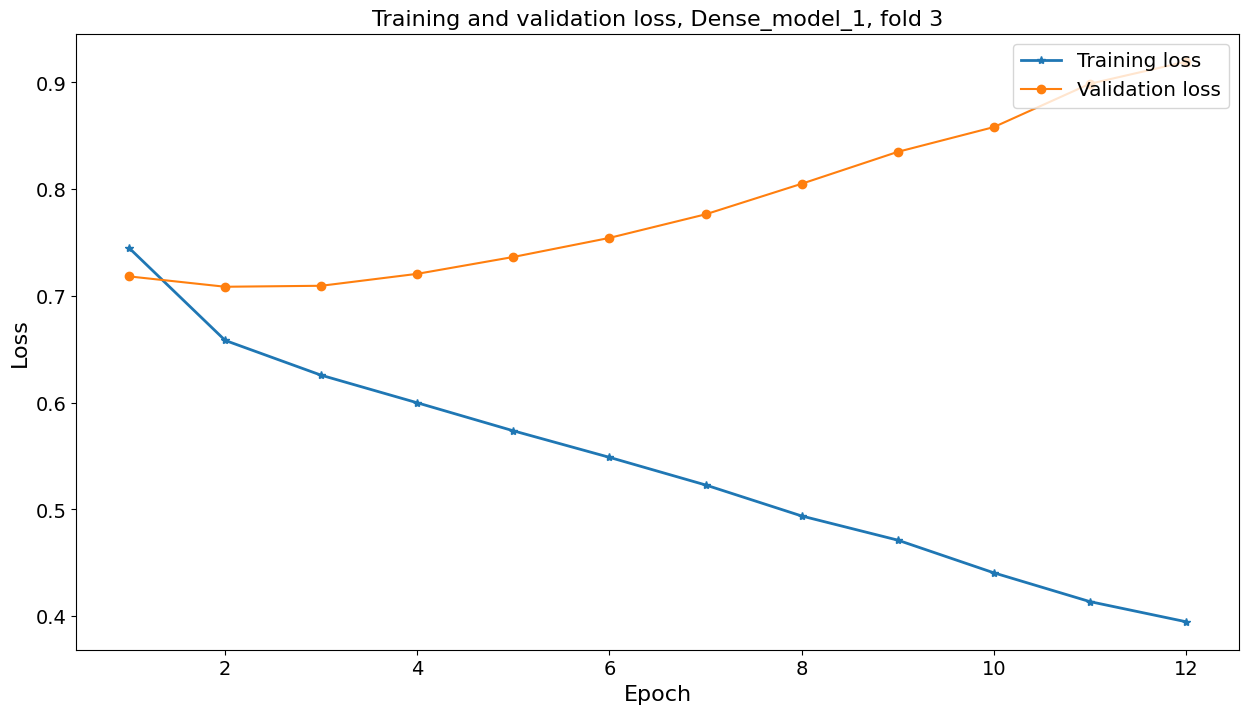 Training and validation loss, Dense_model_1, fold 3
Training loss
Validation loss
0.9
0.8
0.7
0.6
0.5
0.4
Loss
2 4 6 8 10 12
Epoch